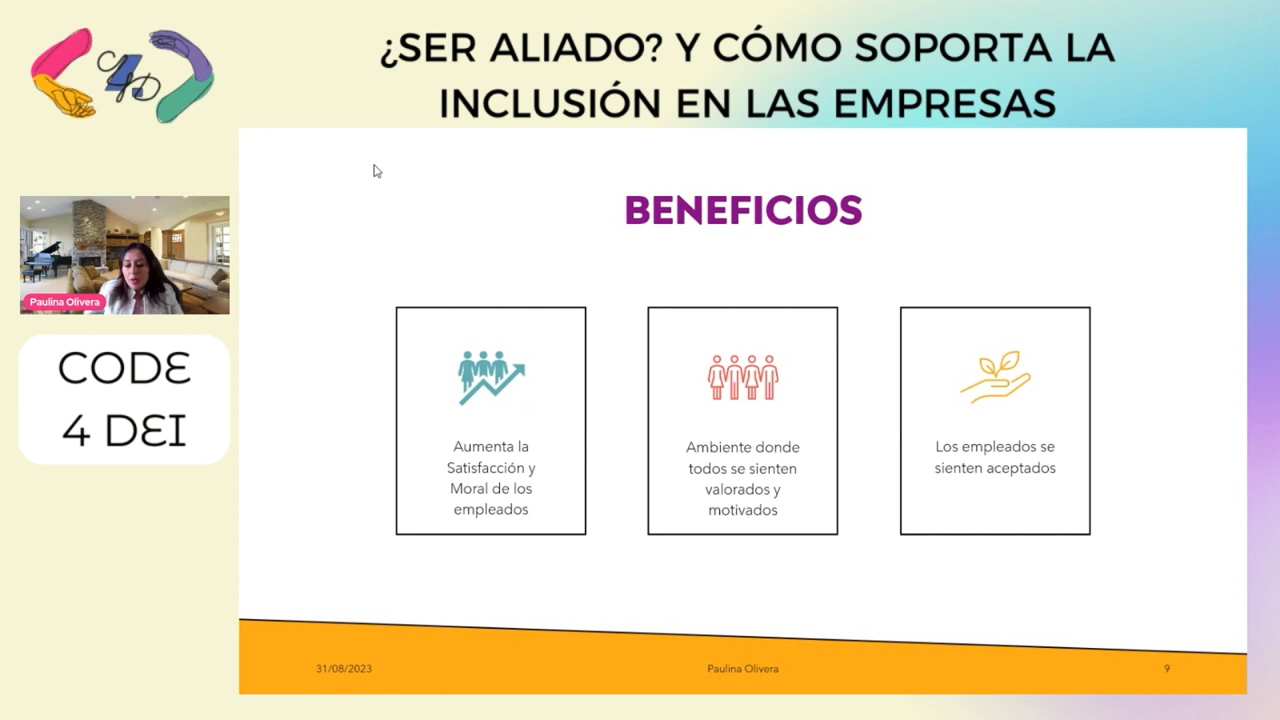 ¿SER ALIADO? Y CÓMO SOPORTA LA
INCLUSIÓN EN LAS EMPRESAS
Paulina Olivera
CODE
4 DEI
BENEFICIOS
Aumenta la
Satisfacción y
Moral de los
empleados
Ambiente donde
todos se sienten
valorados y
motivados
Los empleados se
sienten aceptados
31/08/2023
Paulina Olivera
9